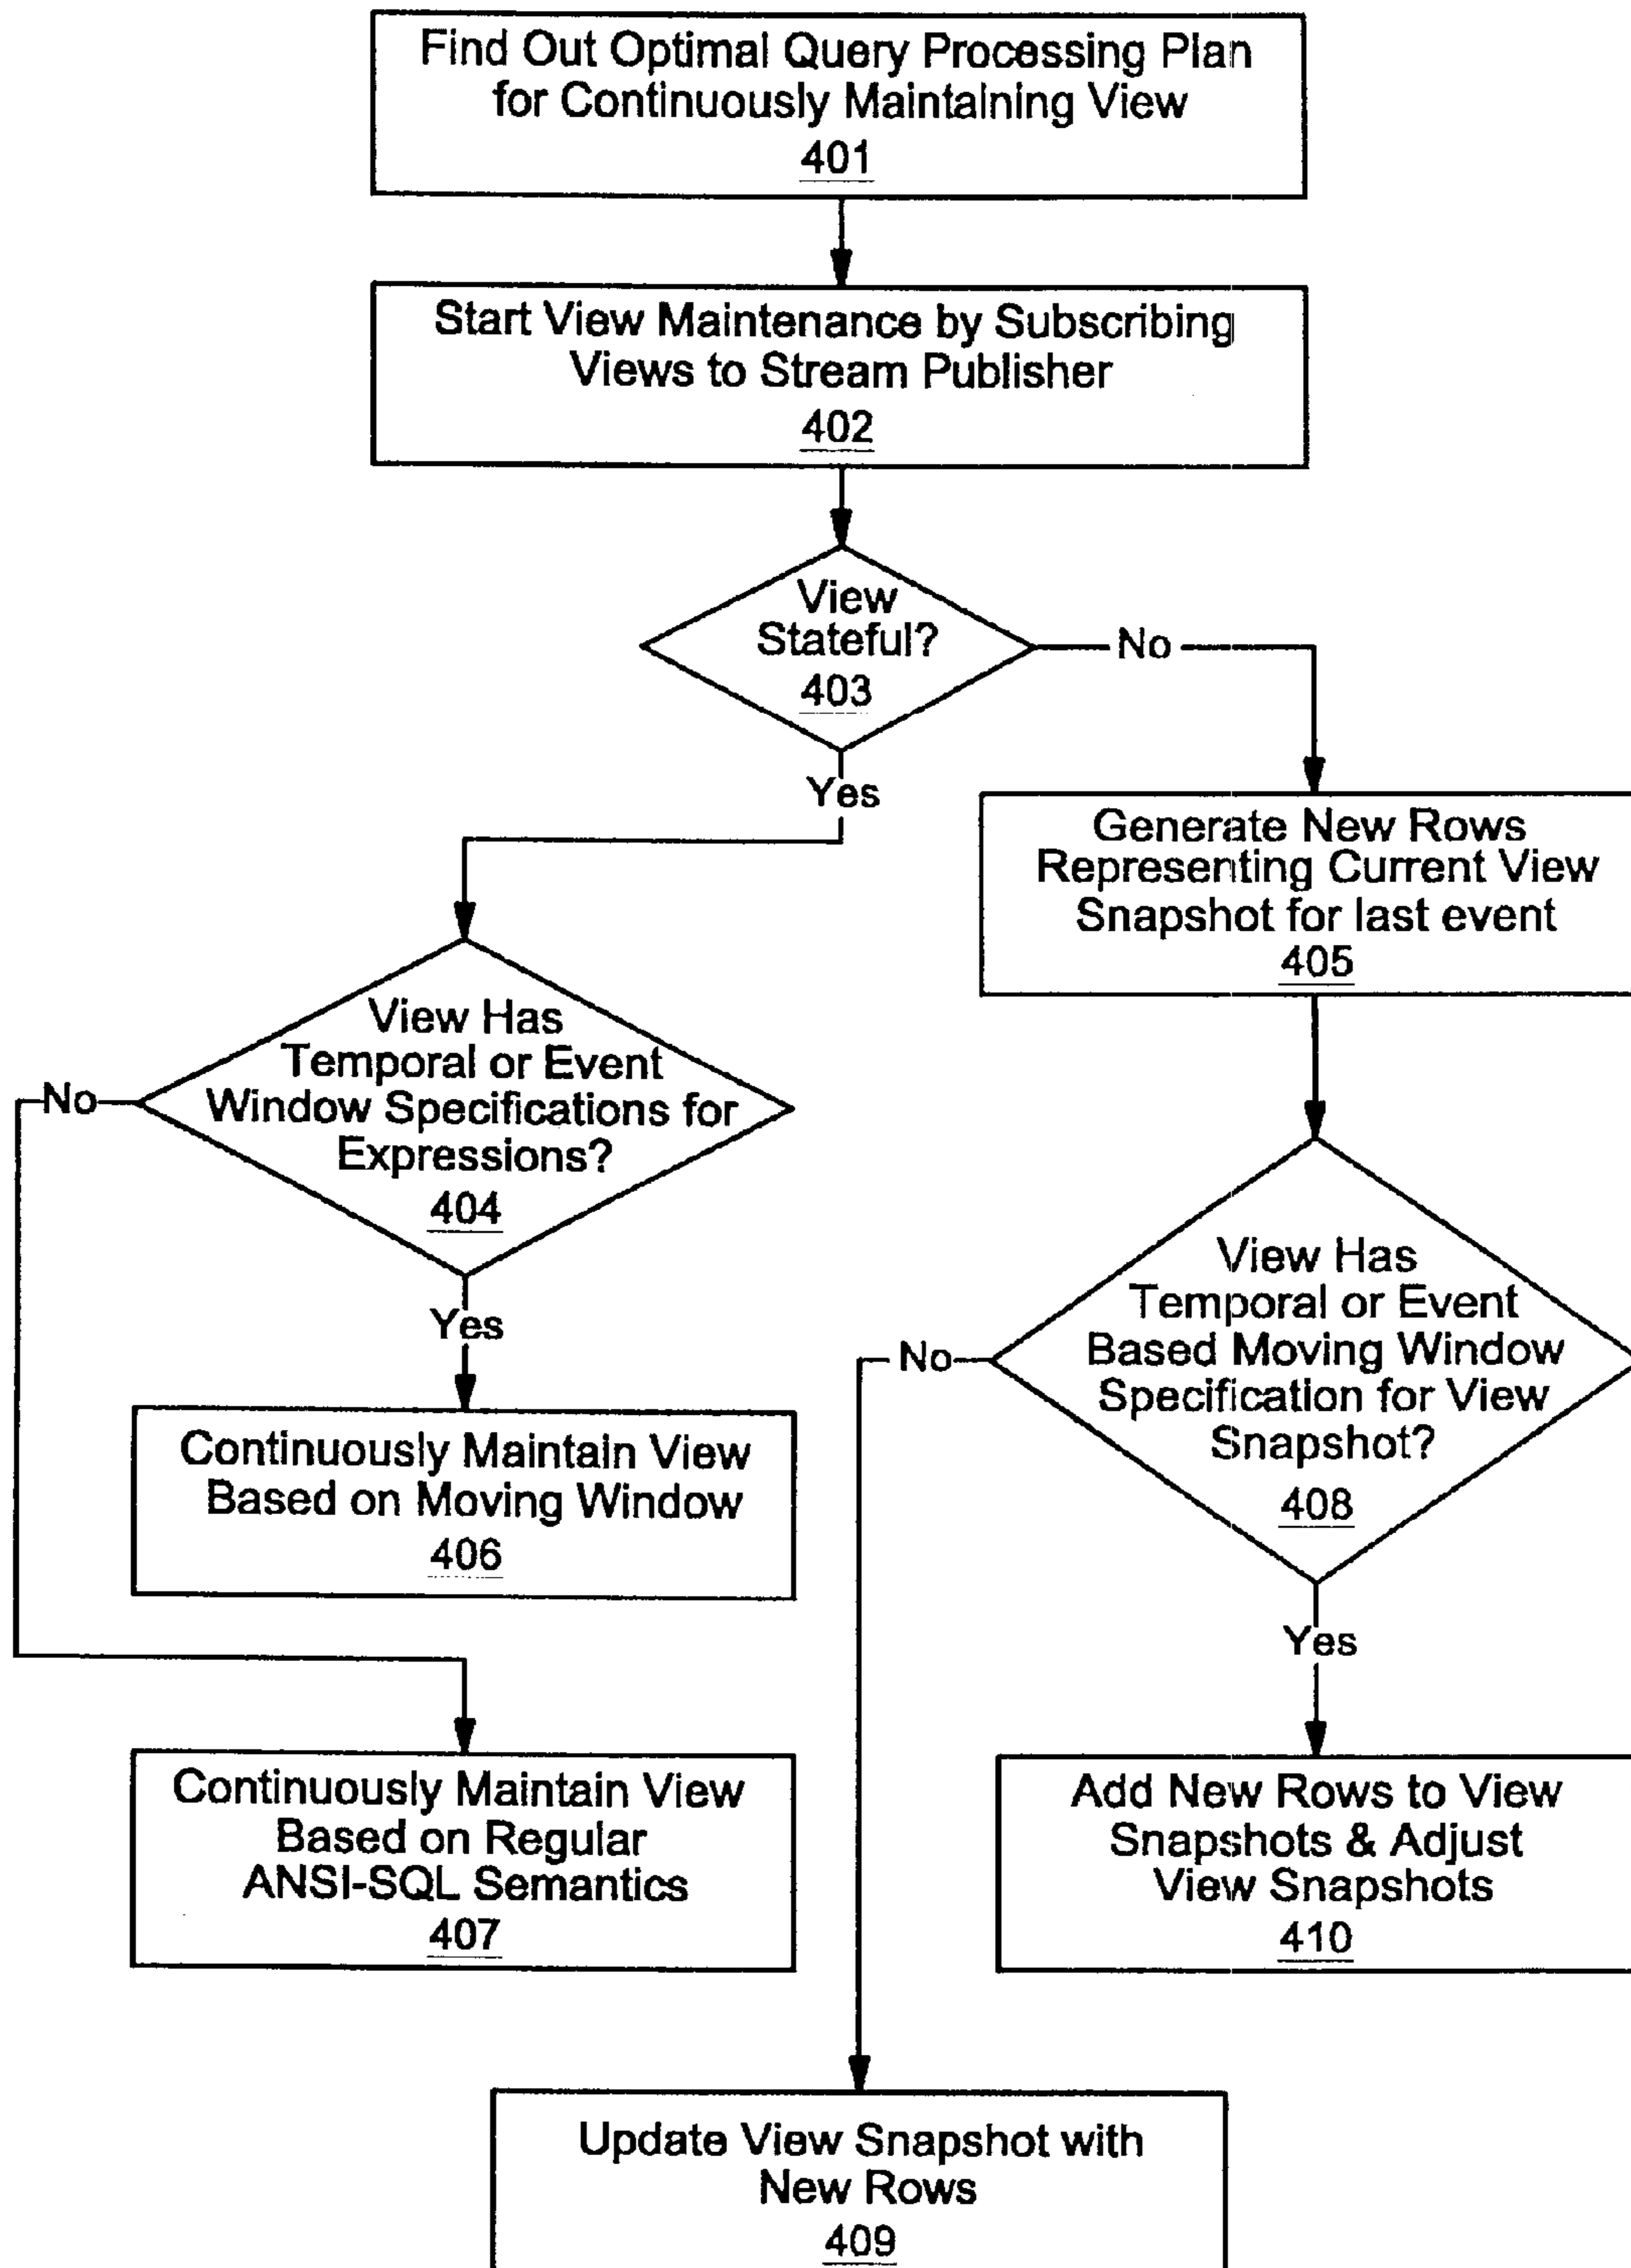 Find Out Optimal Query Processing Plan
for Continuously Maintaining View
401
Start View Maintenance by Subscribing
Views to Stream Publisher
402
View
Stateful?
403
No
Yes
Generate New Rows
Representing Current View
Snapshot for last event
405
View Has
Temporal or Event
Window Specifications for
Expressions?
404
No
Yes
View Has
Temporal or Event
Based Moving Window
Specification for View
Snapshot?
408
No
Yes
Continuously Maintain View
Based on Moving Window
406
Continuously Maintain View
Based on Regular
ANSI-SQL Semantics
407
Add New Rows to View
Snapshots & Adjust
View Snapshots
410
Update View Snapshot with
New Rows
409